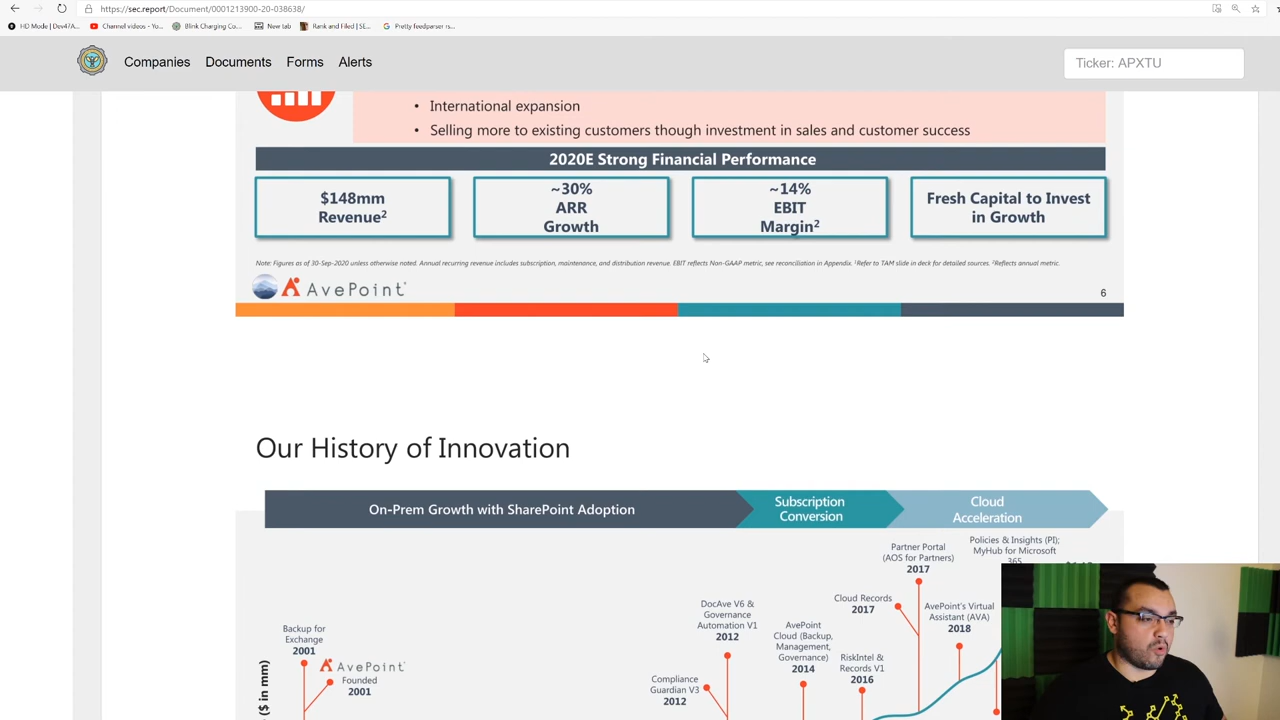 https://sec.report/Document/0001213900-20-038638/
HD Mode | Dev47A...
Channel videos - Yo...
Blink Charging Co...
New tab
Rank and Filed | SE...
Pretty feedparser rs...
Companies
Documents
Forms
Alerts
Ticker: APXTU
• International expansion
• Selling more to existing customers though investment in sales and customer success
2020E Strong Financial Performance
$148mm
Revenue2
~30%
ARR
Growth
~14%
EBIT
Margin2
Fresh Capital to Invest
in Growth
Note: Figures as of 30-Sep-2020 unless otherwise noted. Annual recurring revenue includes subscription, maintenance, and distribution revenue. EBIT reflects Non-GAAP metric, see reconciliation in Appendix. 1Refer to TAM slide in deck for detailed sources. 2Reflects annual metric.
AvePoint
6
Our History of Innovation
On-Prem Growth with SharePoint Adoption
Subscription
Conversion
Cloud
Acceleration
Backup for
Exchange
2001
AvePoint
Founded
2001
Compliance
Guardian V3
2012
DocAve V6 &
Governance
Automation V1
2012
AvePoint
Cloud (Backup,
Management,
Governance)
2014
RiskIntel &
Records V1
2016
Cloud Records
2017
Partner Portal
(AOS for Partners)
2017
AvePoint's Virtual
Assistant (AVA)
2018
Policies & Insights (PI);
MyHub for Microsoft
365
($ in mm)